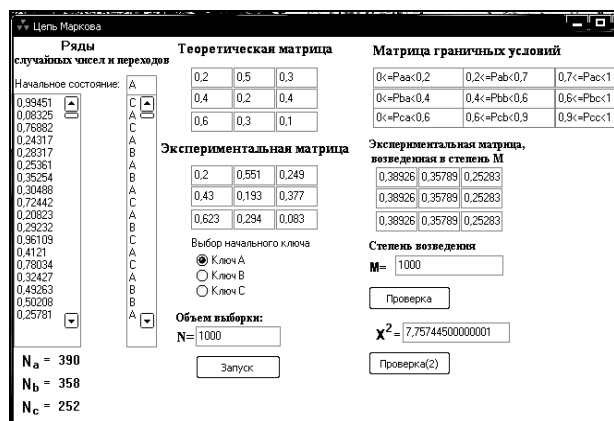 Цепь Маркова
Ряды
случайных чисел и переходов
Начальное состояние: A
0,99451 C
0,08325 A
0,76882 C
0,24317 A
0,28317 B
0,25361 A
0,35254 B
0,30488 A
0,72442 C
0,20823 A
0,29232 B
0,96109 C
0,4121 A
0,78034 C
0,32427 A
0,49263 B
0,50208 B
0,25781 A
Na = 390
Nb = 358
Nc = 252
Теоретическая матрица
0,2 0,5 0,3
0,4 0,2 0,4
0,6 0,3 0,1
Экспериментальная матрица
0,2 0,551 0,249
0,43 0,193 0,377
0,623 0,294 0,083
Выбор начального ключа
Ключ A
Ключ B
Ключ C
Объем выборки:
N= 1000
Запуск
Матрица граничных условий
0<=Paa<0,2 0,2<=Pab<0,7 0,7<=Pac<1
0<=Pba<0,4 0,4<=Pbb<0,6 0,6<=Pbc<1
0<=Pca<0,6 0,6<=Pcb<0,9 0,9<=Pcc<1
Экспериментальная матрица,
возведенная в степень M
0,38926 0,35789 0,25283
0,38926 0,35789 0,25283
0,38926 0,35789 0,25283
Степень возведения
M= 1000
Проверка
X²= 7,75744500000001
Проверка(2)